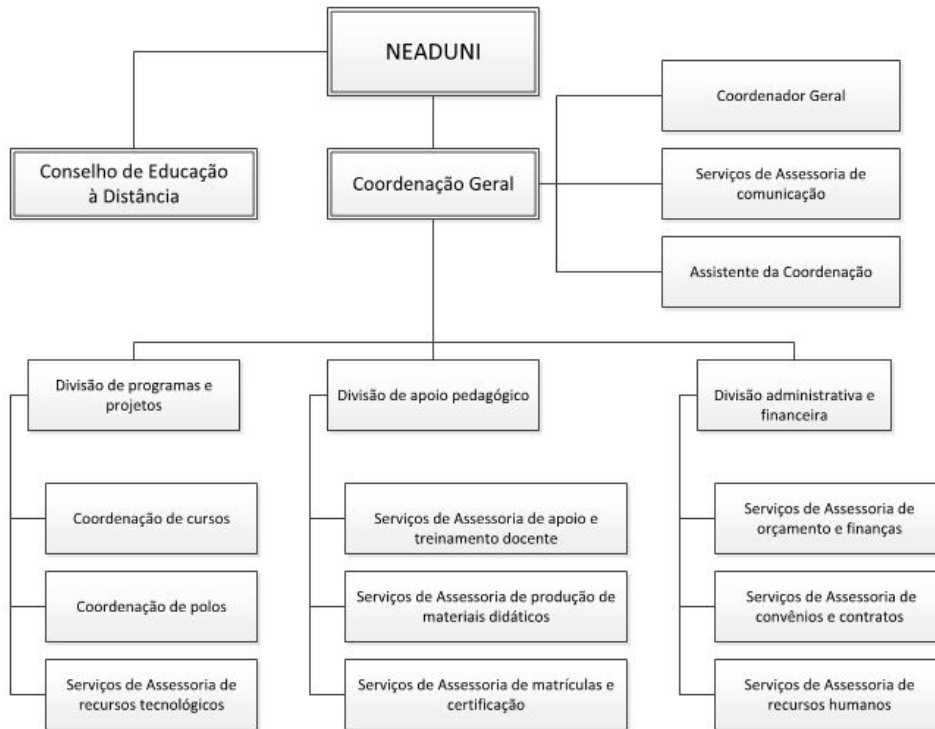 NEADUNI
Coordenador Geral
Conselho de Educação
à Distância
Coordenação Geral
Serviços de Assessoria de
comunicação
Assistente da Coordenação
Divisão de programas e
projetos
Divisão de apoio pedagógico
Divisão administrativa e
financeira
Coordenação de cursos
Serviços de Assessoria de apoio e
treinamento docente
Serviços de Assessoria de
orçamento e finanças
Coordenação de polos
Serviços de Assessoria de produção de
materiais didáticos
Serviços de Assessoria de
convênios e contratos
Serviços de Assessoria de
recursos tecnológicos
Serviços de Assessoria de matrículas e
certificação
Serviços de Assessoria de
recursos humanos